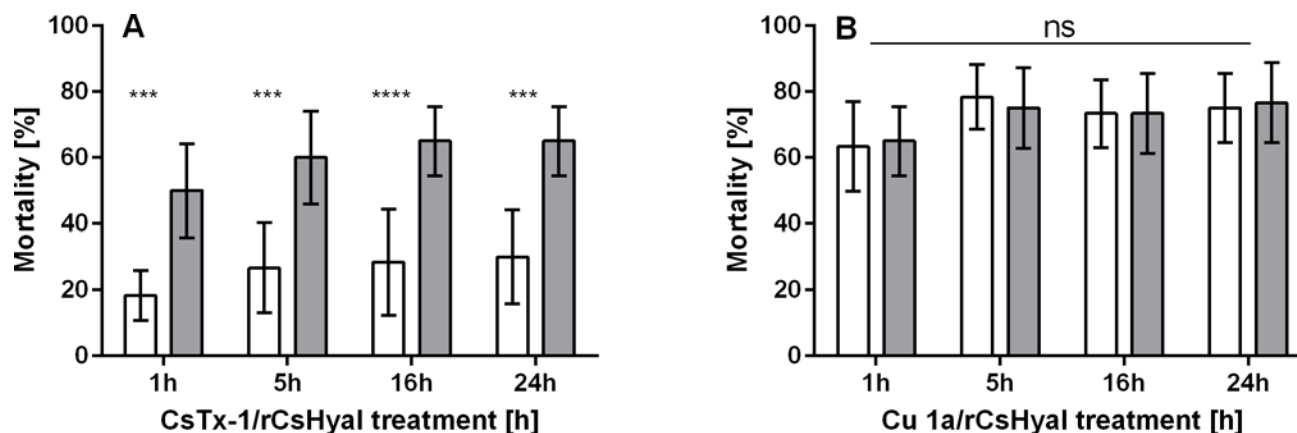 A
Mortality [%]
100
80
60
40
20
0
*** *** **** ***
1h 5h 16h 24h
CsTx-1/rCsHyal treatment [h]
B
ns
Mortality [%]
100
80
60
40
20
0
1h 5h 16h 24h
Cu 1a/rCsHyal treatment [h]